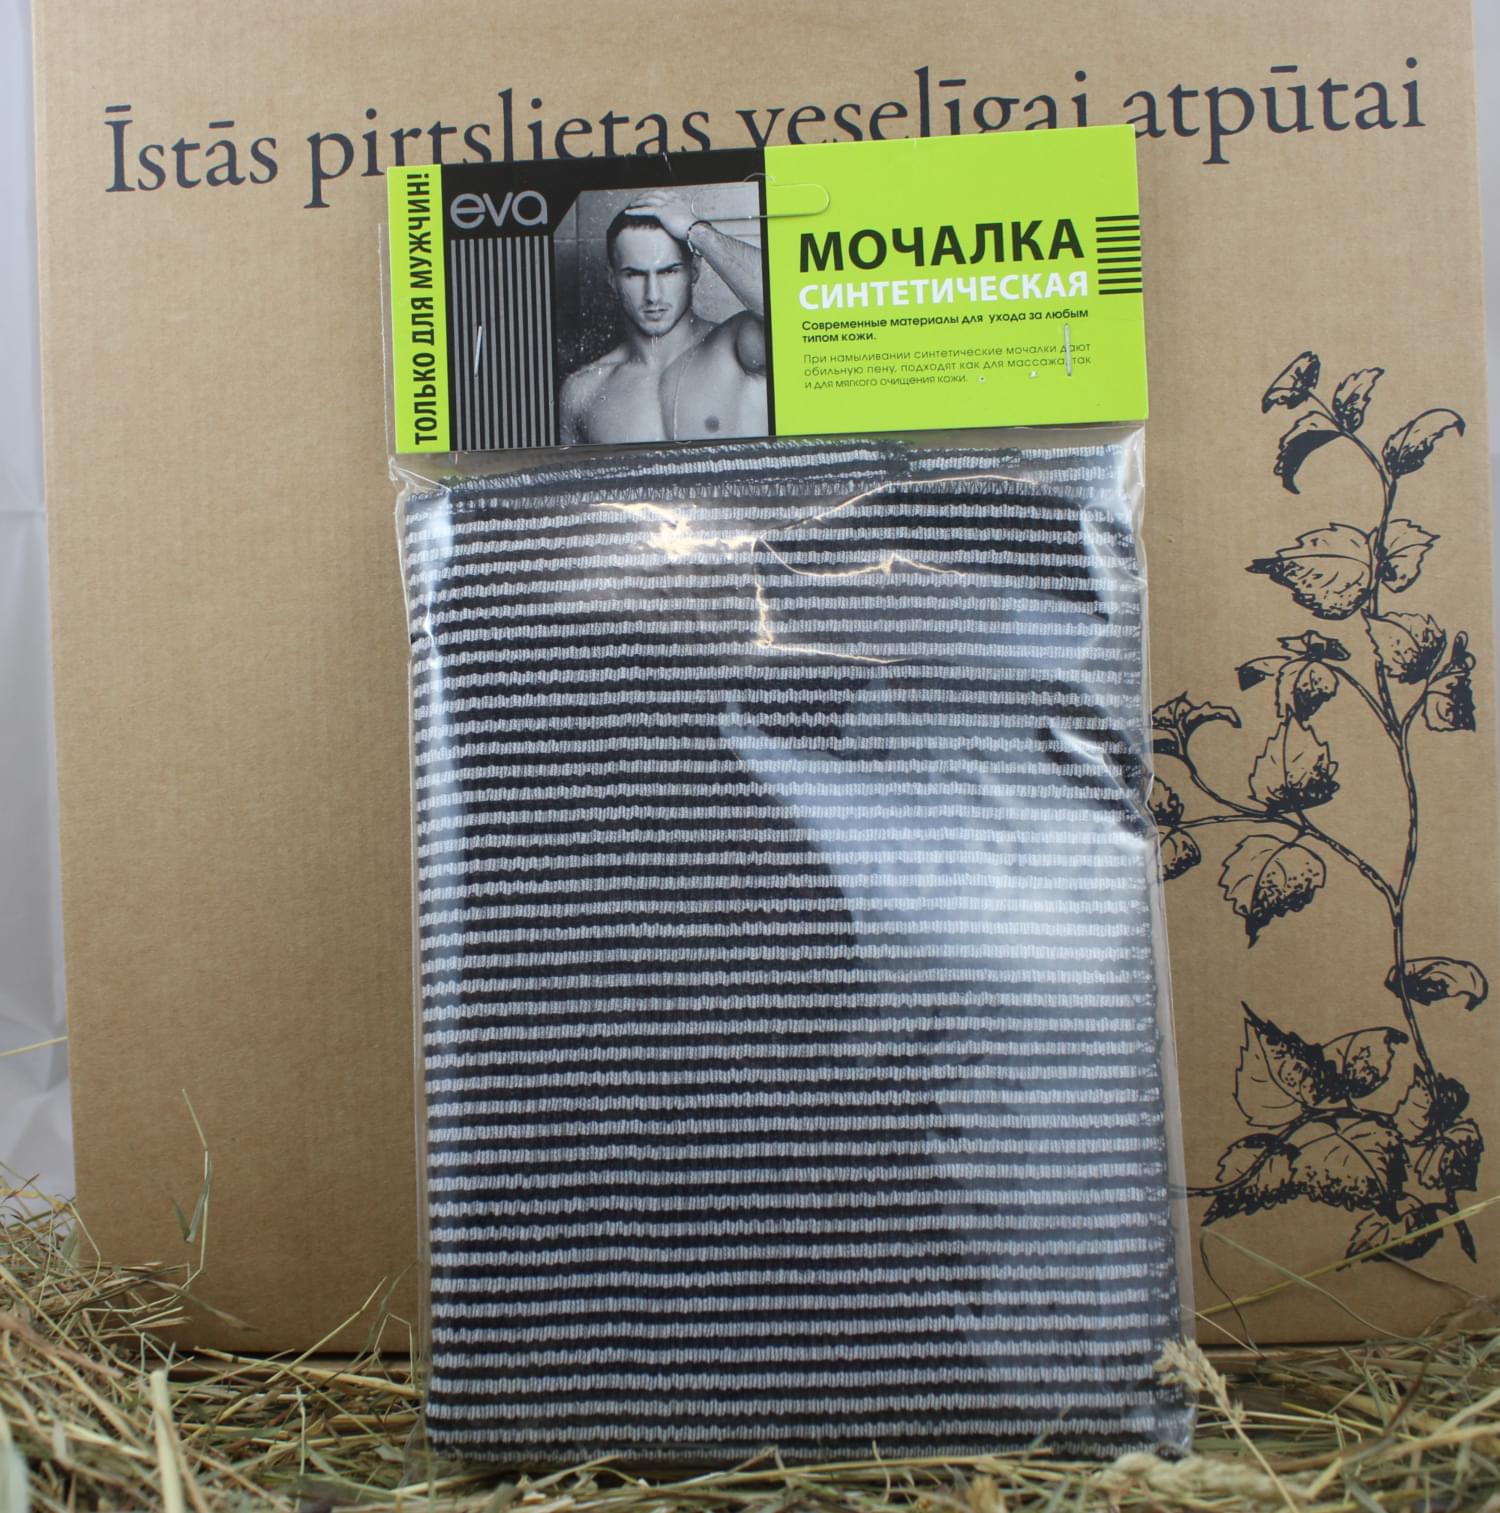 Īstās pirtslietas veselīgai atpūtai
ТОЛЬКО ДЛЯ МУЖЧИН!
eva
МОЧАЛКА
СИНТЕТИЧЕСКАЯ
Современные материалы для ухода за любым
типом кожи.
При намыливании синтетические мочалки дают
обильную пену, подходят как для массажа, так
и для мягкого очищения кожи.